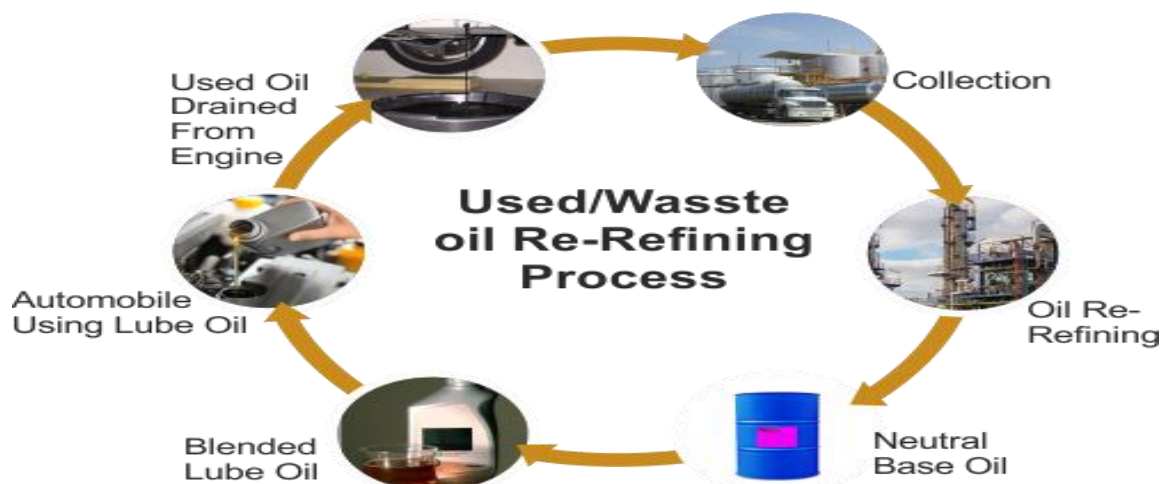 Used Oil
Drained
From
Engine
Collection
Used/Wasste
oil Re-Refining
Process
Automobile
Using Lube Oil
Oil Re-
Refining
Blended
Lube Oil
Neutral
Base Oil